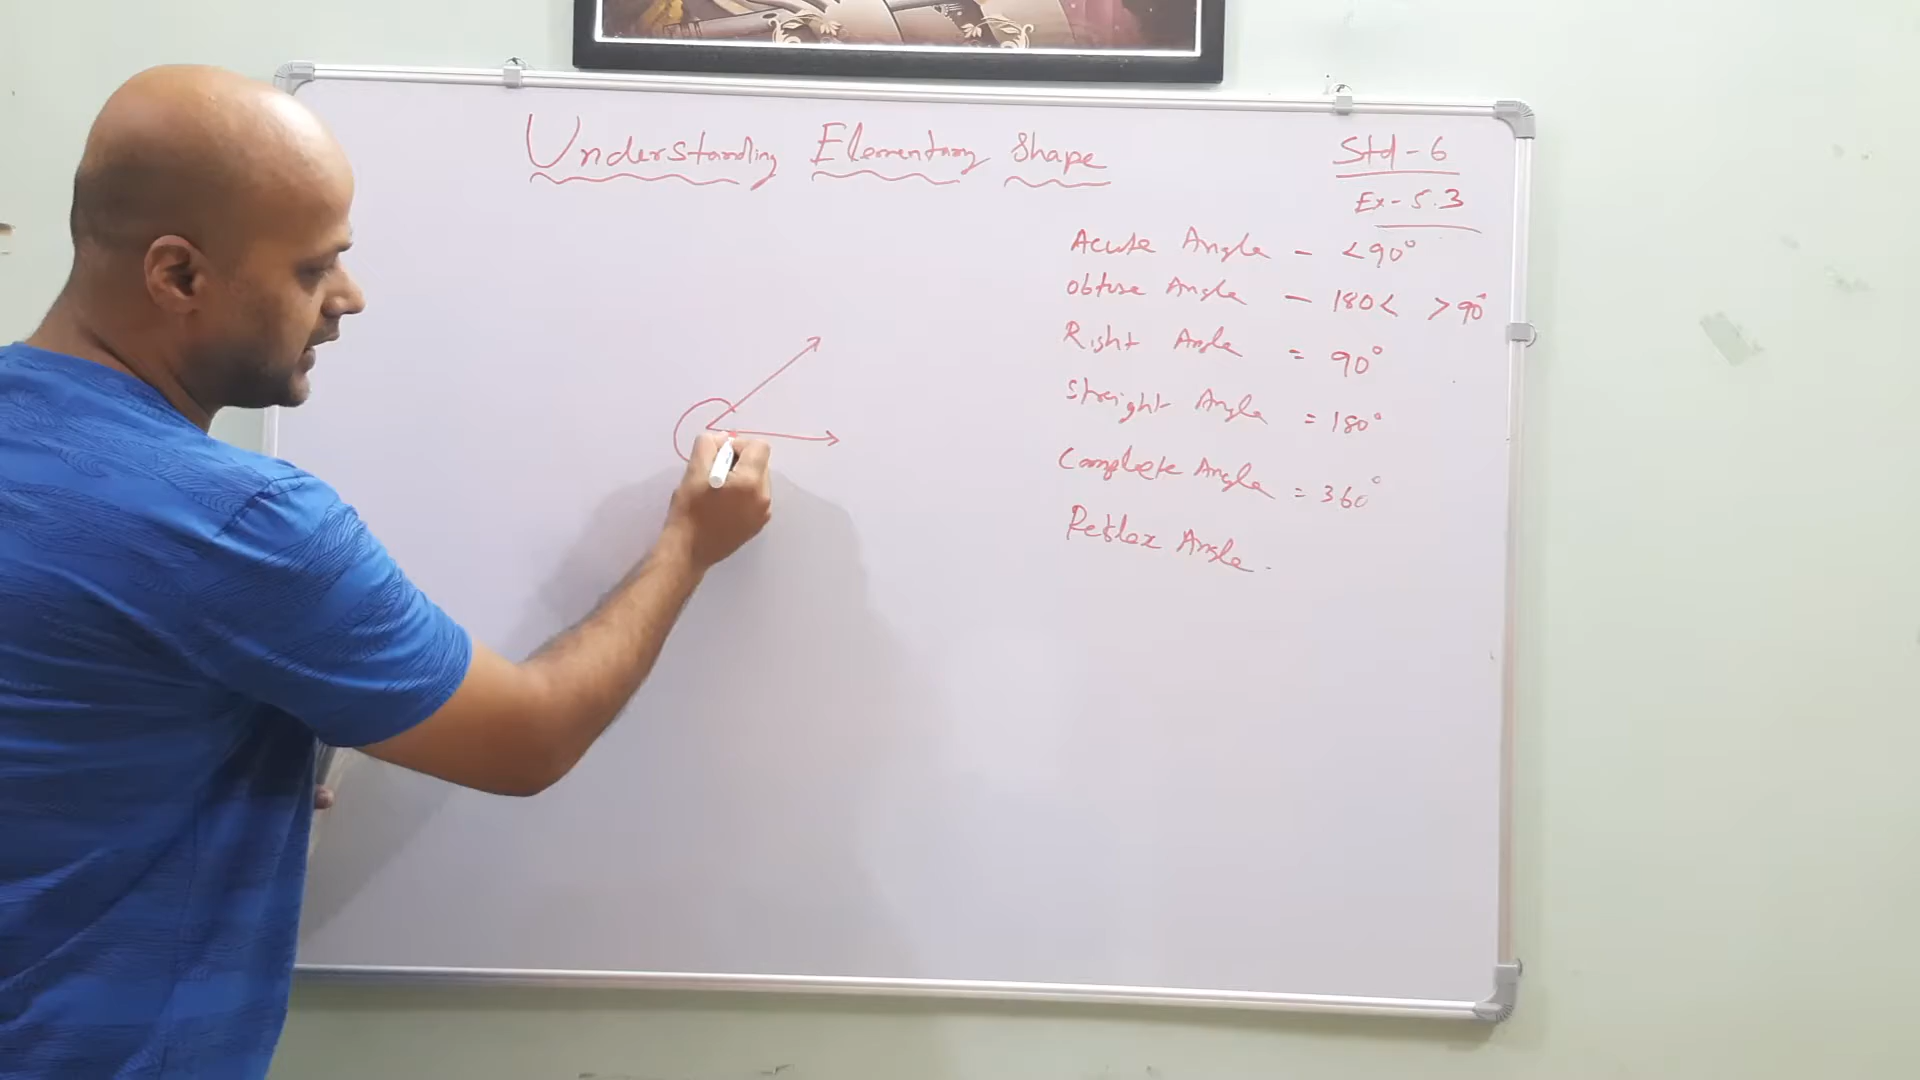 Understanding Elementary Shape
Std-6
Ex-5.3
Acute Angle - <90°
Obtuse Angle - 180< >90°
Right Angle = 90°
Streight Angle = 180°
Complete Angle = 360°
Reflex Angle.